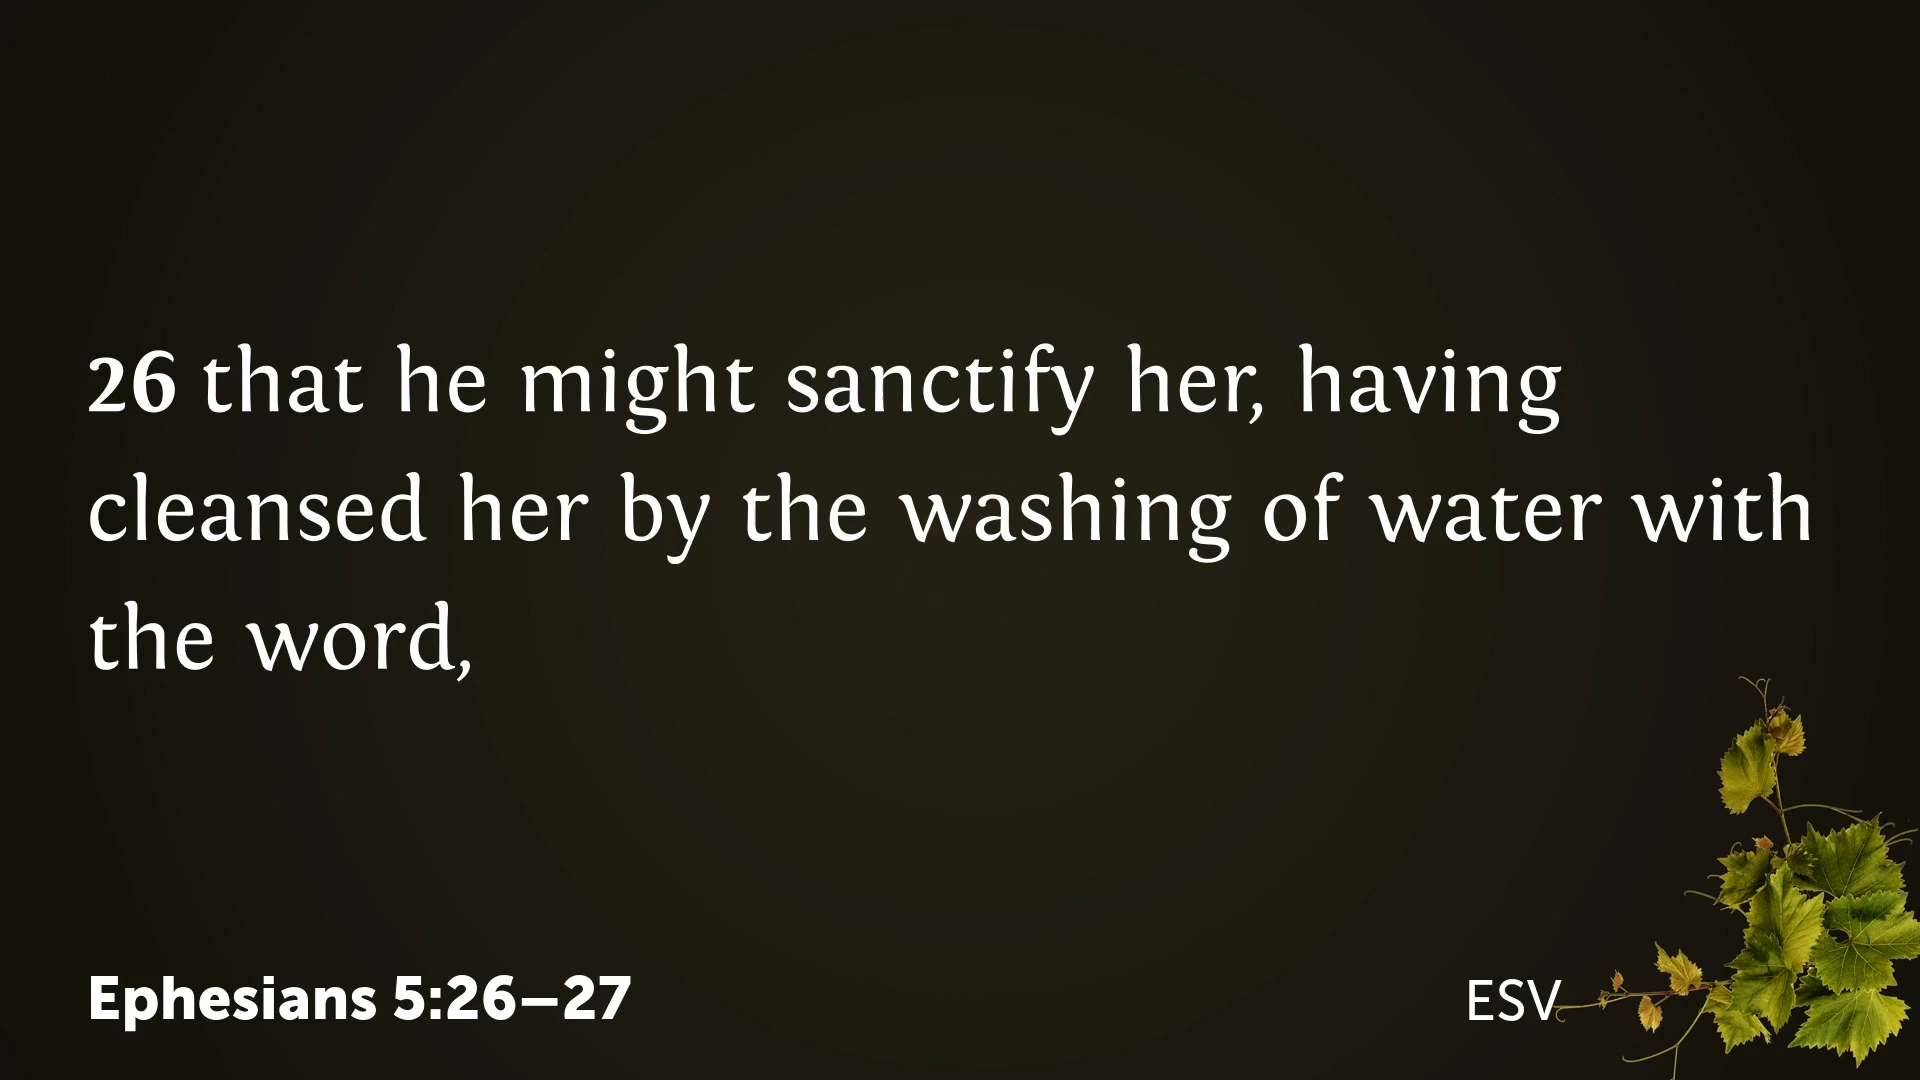 26 that he might sanctify her, having
cleansed her by the washing of water with
the word,
Ephesians 5:26–27
ESV